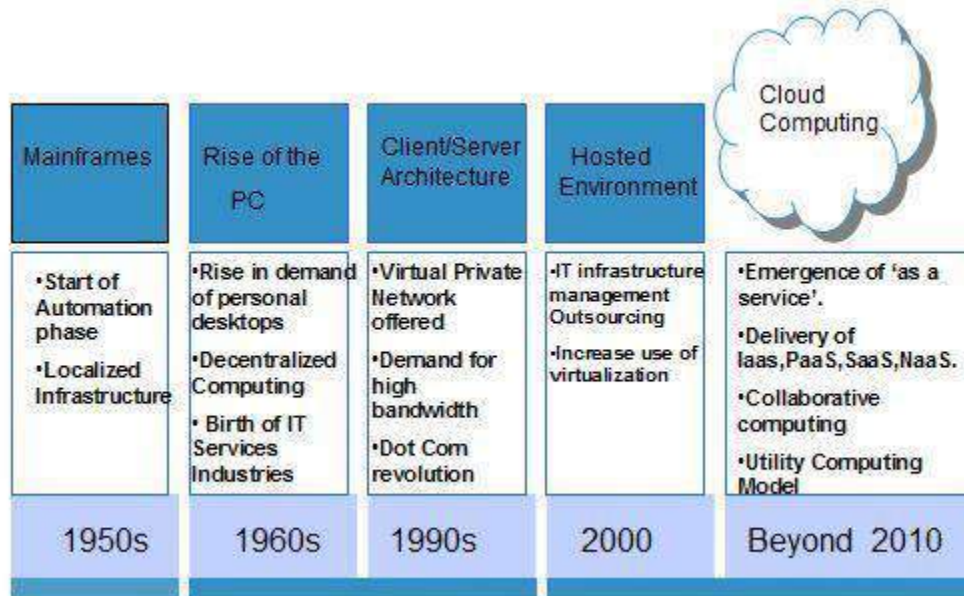 Mainframes
Rise of the
PC
Client/Server
Architecture
Hosted
Environment
Cloud
Computing
•Start of
Automation
phase
•Localized
Infrastructure
•Rise in demand
of personal
desktops
•Decentralized
Computing
• Birth of IT
Services
Industries
•Virtual Private
Network
offered
•Demand for
high
bandwidth
•Dot Com
revolution
•IT infrastructure
management
Outsourcing
•Increase use of
virtualization
•Emergence of ‘as a
service’.
•Delivery of
Iaas,PaaS,SaaS,NaaS.
•Collaborative
computing
•Utility Computing
Model
1950s
1960s
1990s
2000
Beyond 2010